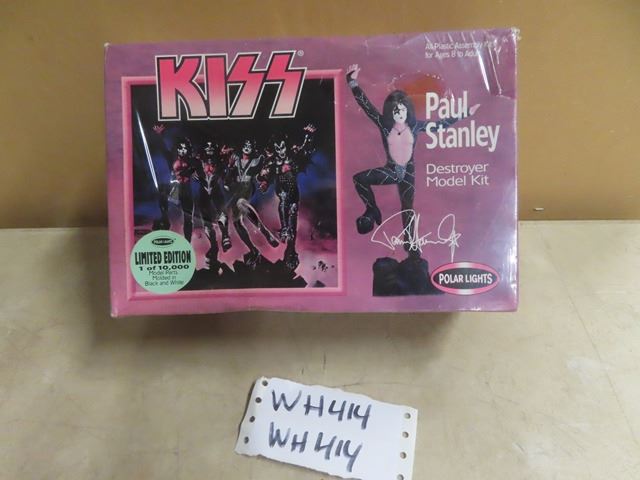 KISS®
All Plastic Assembly Kit
for Ages 8 to Adult
Paul
Stanley
Destroyer
Model Kit
POLAR LIGHTS
LIMITED EDITION
1 of 10,000
Model Parts
Molded in
Black and White
POLAR LIGHTS
WH414
WH414